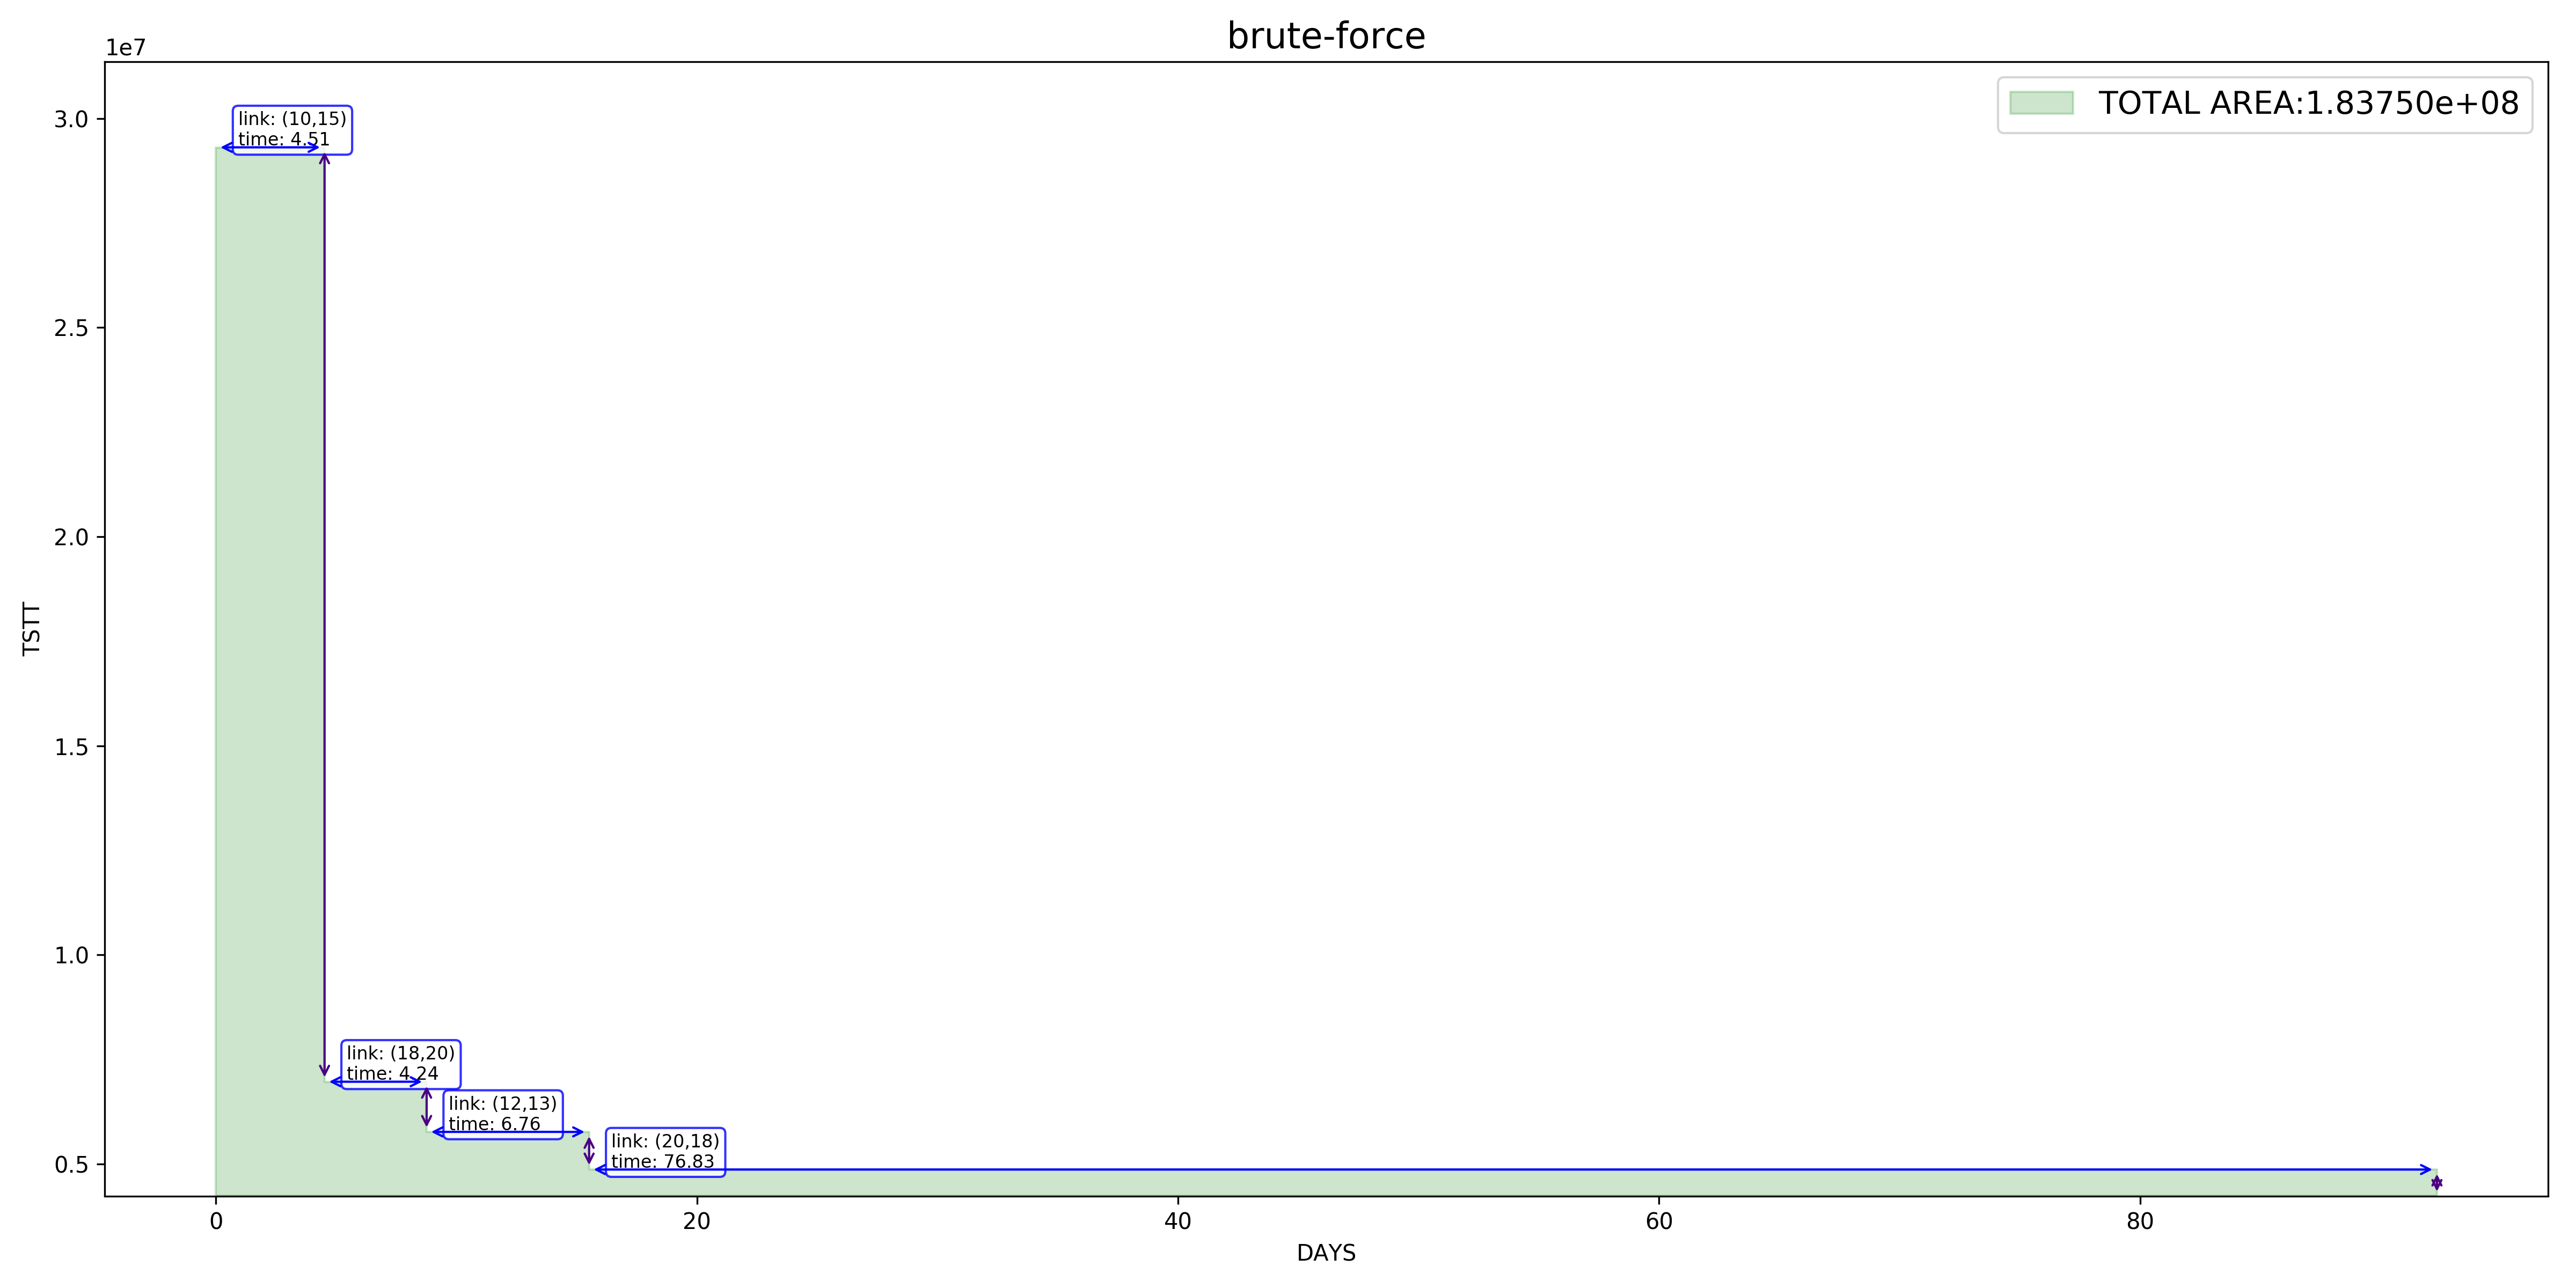 brute-force
1e7
TOTAL AREA:1.83750e+08
link: (10,15)
time: 4.51
link: (18,20)
time: 4.24
link: (12,13)
time: 6.76
link: (20,18)
time: 76.83
3.0
2.5
2.0
1.5
1.0
0.5
TSTT
0 20 40 60 80
DAYS